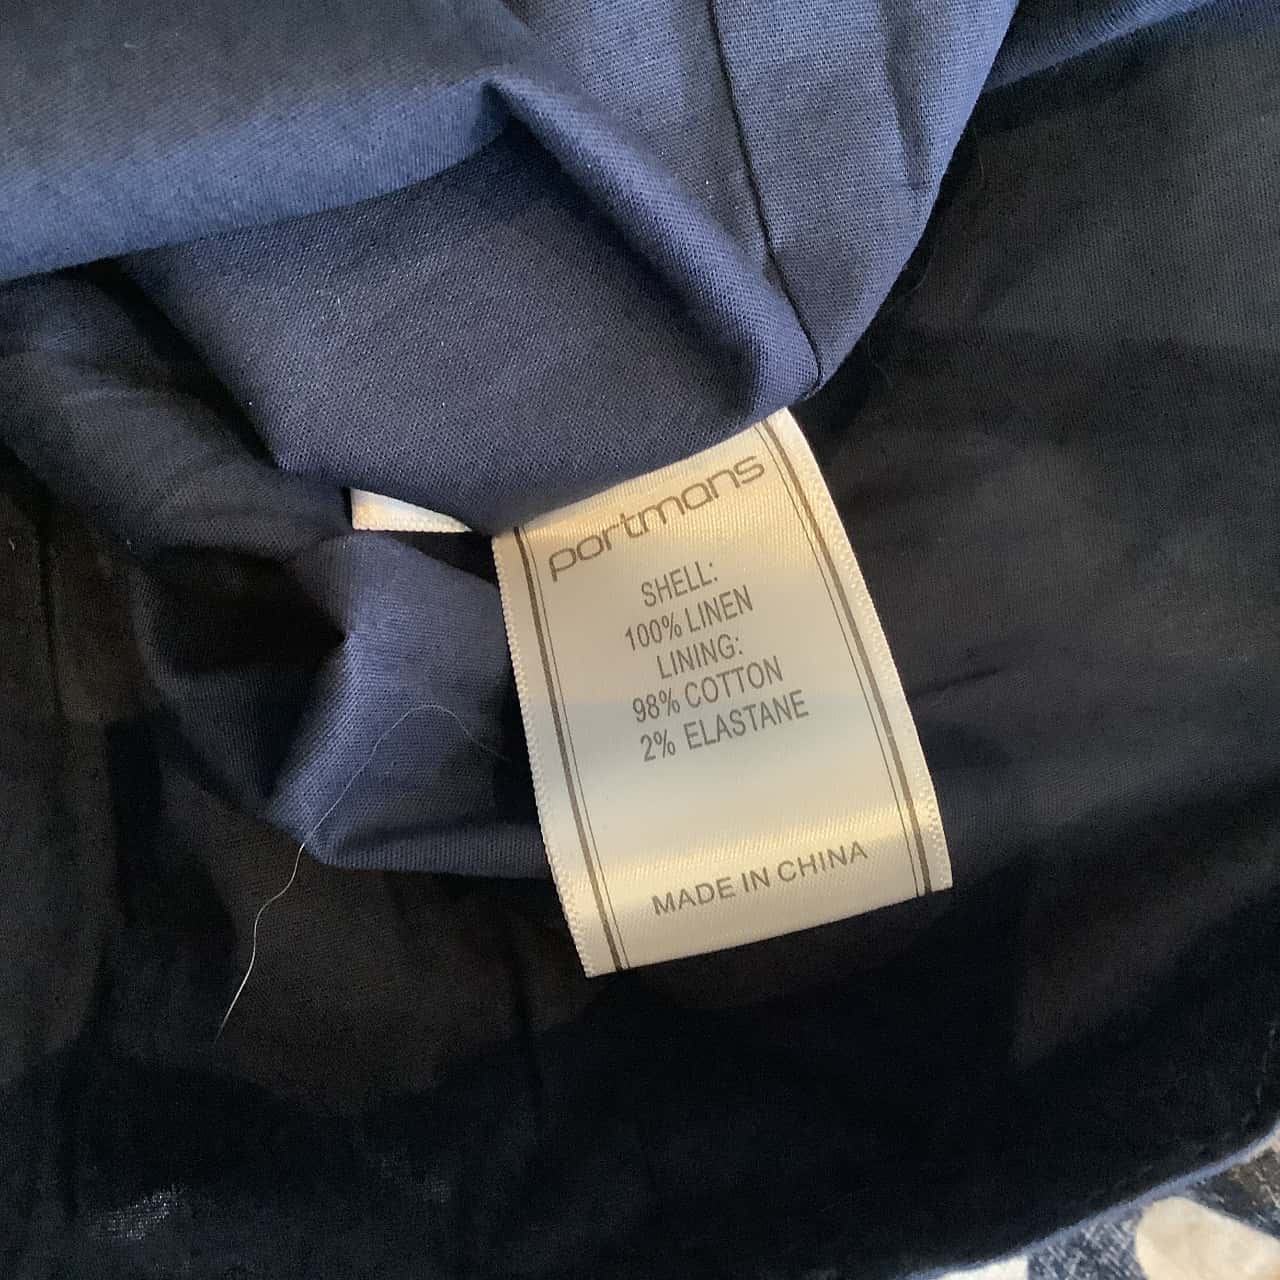 portmans
SHELL:
100% LINEN
LINING:
98% COTTON
2% ELASTANE
MADE IN CHINA